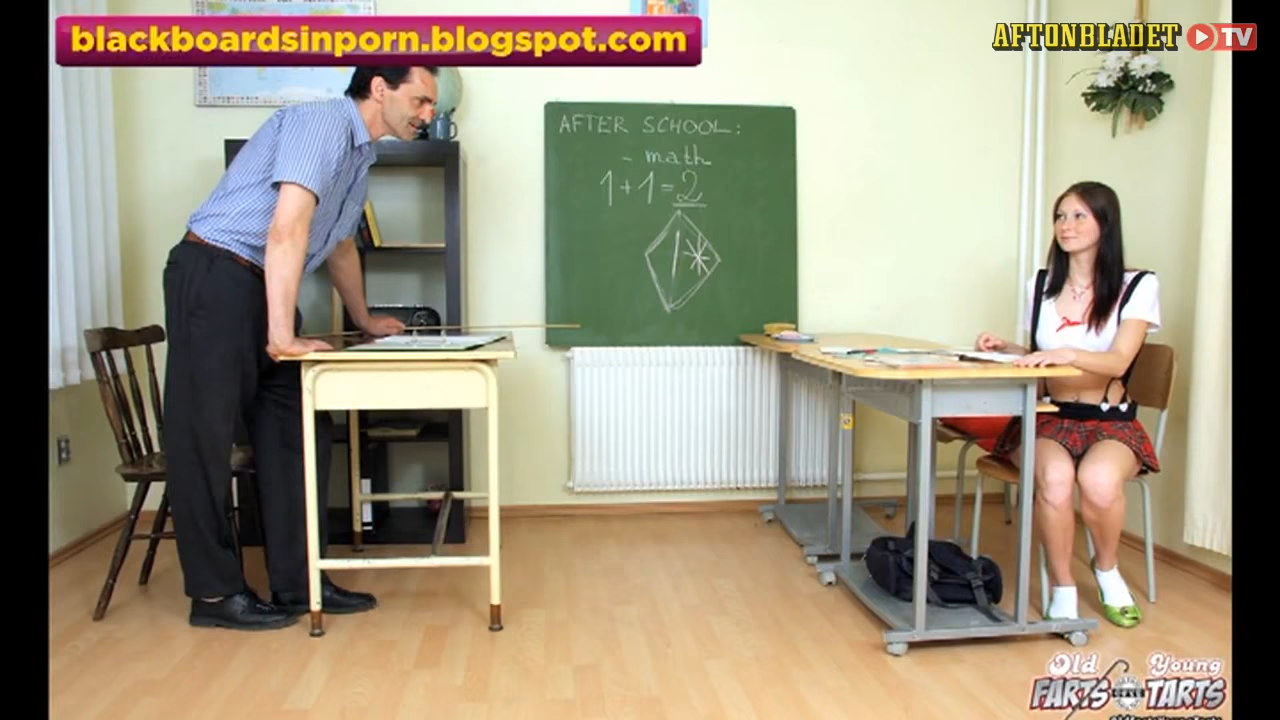 blackboardsinporn.blogspot.com
AFTONBLADET TV
AFTER SCHOOL:
- math
1+1=2
Old Young
FARTS TARTS